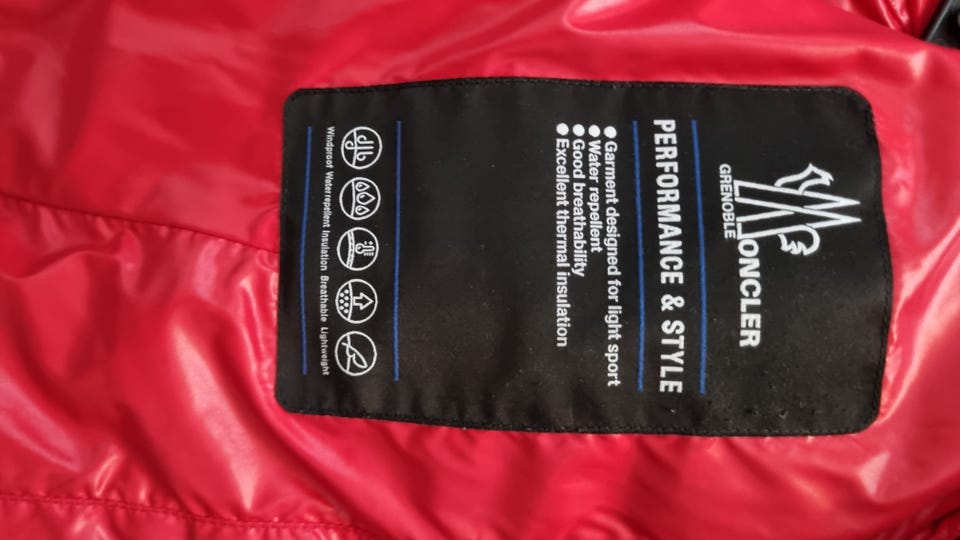 MONCLER
GRENOBLE
PERFORMANCE & STYLE
● Garment designed for light sport
● Water repellent
● Good breathability
● Excellent thermal insulation
Windproof Waterrepellent Insulation Breathable Lightweight